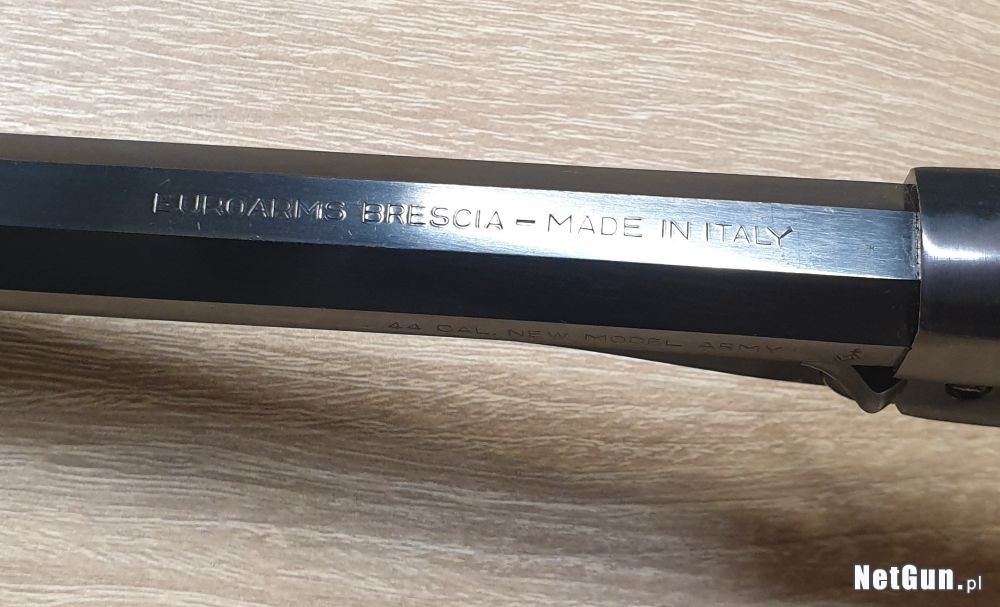 EUROARMS BRESCIA – MADE IN ITALY
44 CAL. NEW MODEL ARMY
NetGun.pl